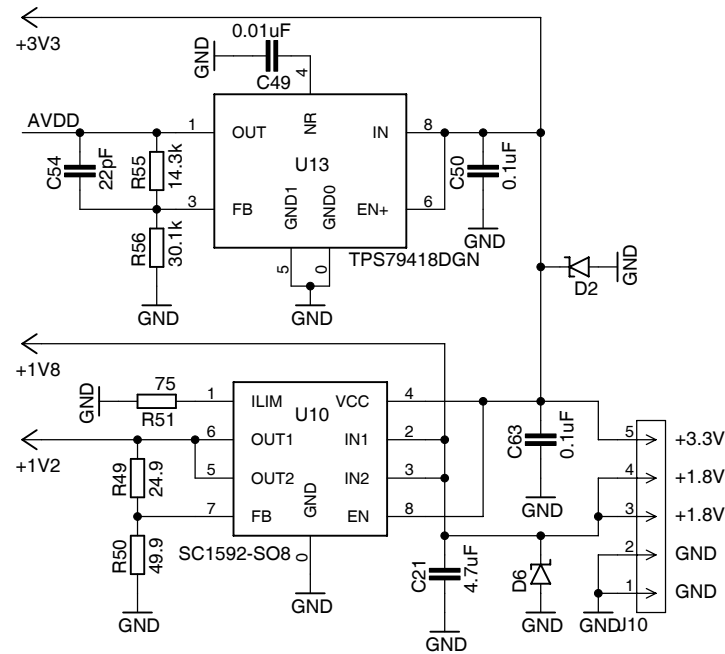 +3V3
0.01uF
GND
C49
4
AVDD
1
OUT
NR
IN
8
C54
22pF
R55
14.3k
U13
C50
0.1uF
3
FB
GND1
GND0
EN+
6
R56
30.1k
5
0
TPS79418DGN
GND
GND
GND
D2
GND
+1V8
75
GND
R51
1
ILIM
U10
VCC
4
+1V2
6
OUT1
IN1
2
C63
0.1uF
5
+3.3V
R49
24.9
5
OUT2
IN2
3
4
+1.8V
GND
7
FB
EN
8
GND
3
+1.8V
R50
49.9
SC1592-SO8
0
C21
4.7uF
D6
2
GND
1
GND
GND
GND
GND
GND
GND
J10